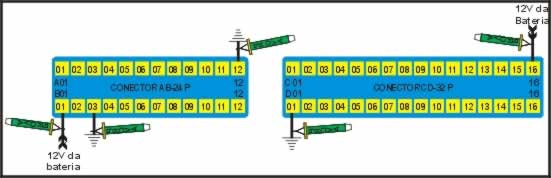 12V da
Bateria
01 02 03 04 05 06 07 08 09 10 11 12
A01 12
CONECTOR AB-24 P
B01 12
01 02 03 04 05 06 07 08 09 10 11 12
01 02 03 04 05 06 07 08 09 10 11 12 13 14 15 16
C01 16
CONECTOR CD-32 P
D01 16
01 02 03 04 05 06 07 08 09 10 11 12 13 14 15 16
12V da
bateria